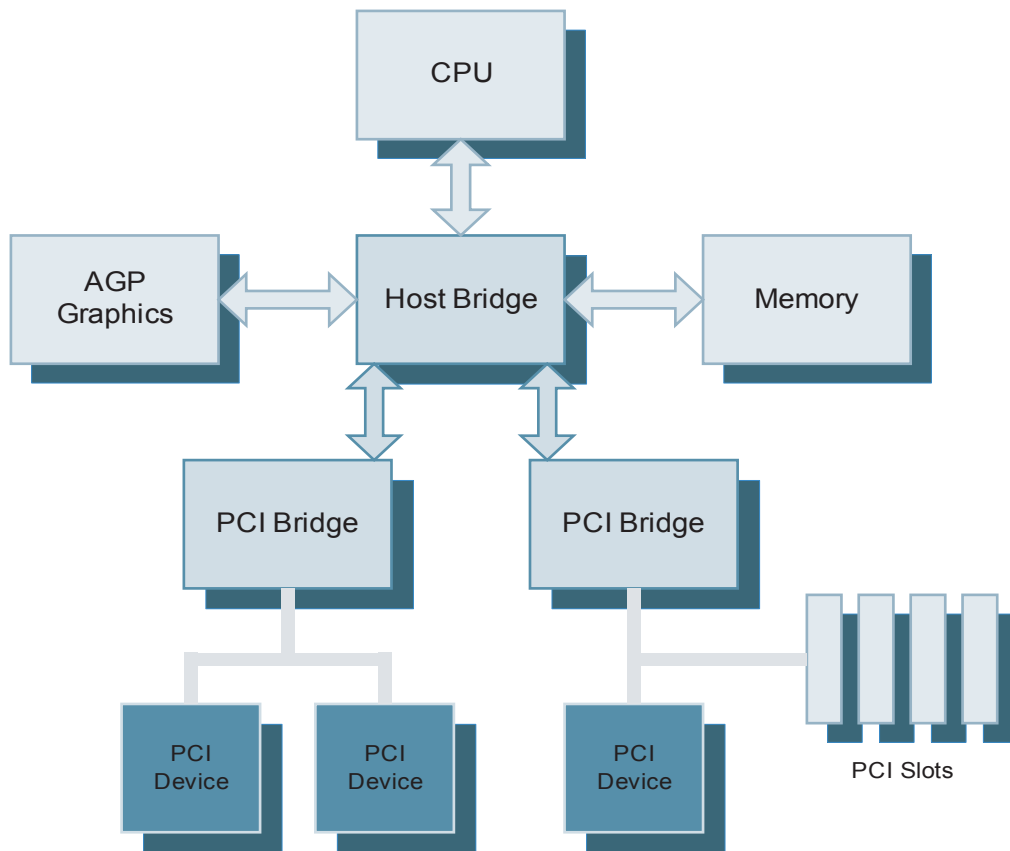 CPU
AGP
Graphics
Host Bridge
Memory
PCI Bridge
PCI Bridge
PCI
Device
PCI
Device
PCI
Device
PCI Slots